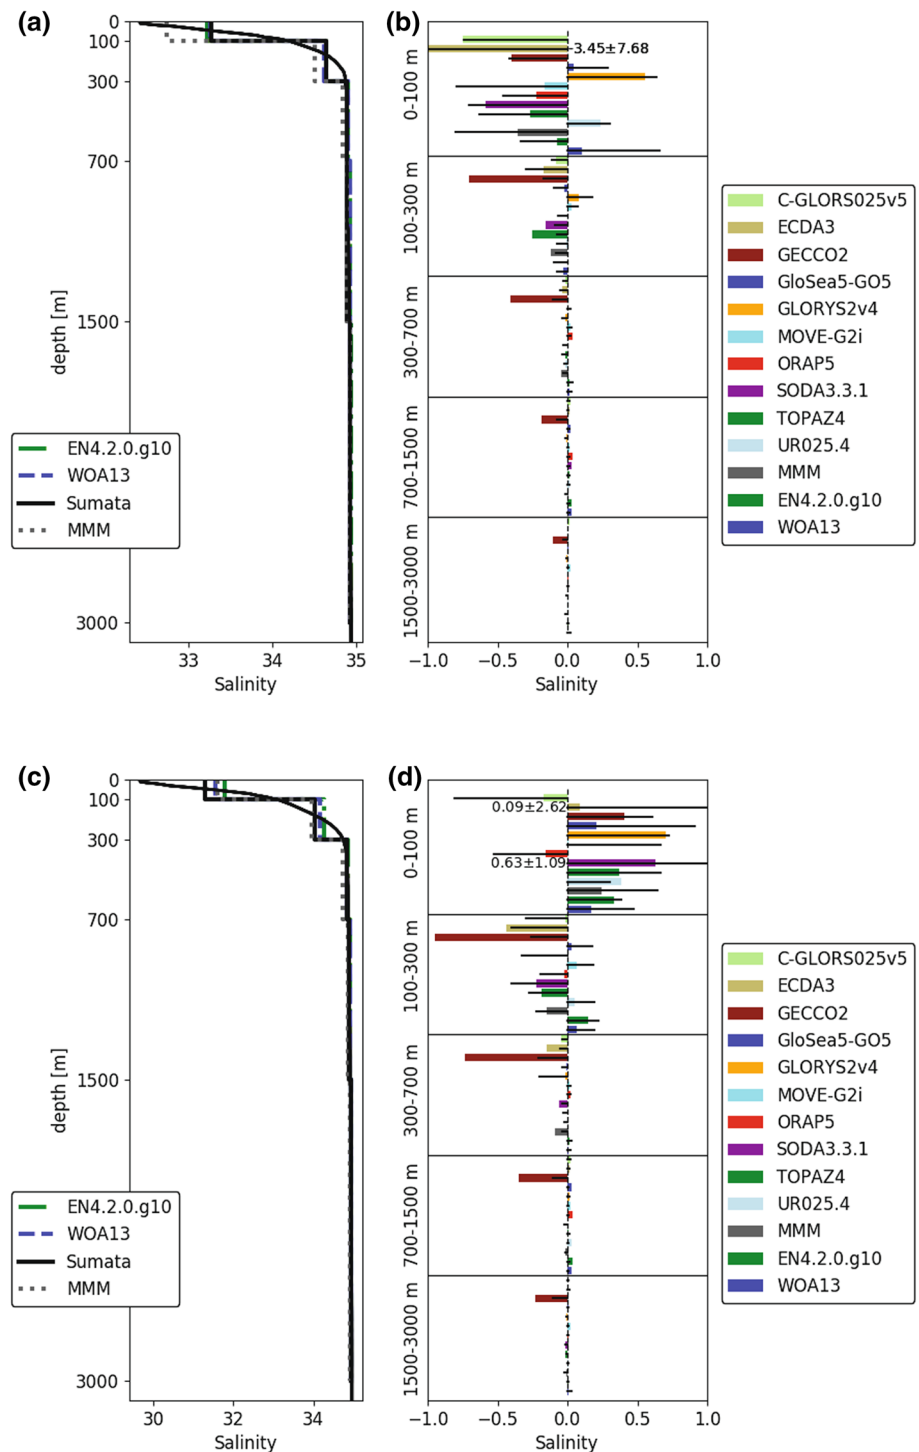 (a)
0
100
300
700
1500
3000
depth [m]
EN4.2.0.g10
WOA13
Sumata
MMM
33
34
35
Salinity
(b)
-3.45±7.68
0-100 m
100-300 m
300-700 m
700-1500 m
1500-3000 m
−1.0
−0.5
0.0
0.5
1.0
Salinity
C-GLORS025v5
ECDA3
GECCO2
GloSea5-GO5
GLORYS2v4
MOVE-G2i
ORAP5
SODA3.3.1
TOPAZ4
UR025.4
MMM
EN4.2.0.g10
WOA13
(c)
0
100
300
700
1500
3000
depth [m]
EN4.2.0.g10
WOA13
Sumata
MMM
30
32
34
Salinity
(d)
0.09±2.62
0.63±1.09
0-100 m
100-300 m
300-700 m
700-1500 m
1500-3000 m
−1.0
−0.5
0.0
0.5
1.0
Salinity
C-GLORS025v5
ECDA3
GECCO2
GloSea5-GO5
GLORYS2v4
MOVE-G2i
ORAP5
SODA3.3.1
TOPAZ4
UR025.4
MMM
EN4.2.0.g10
WOA13